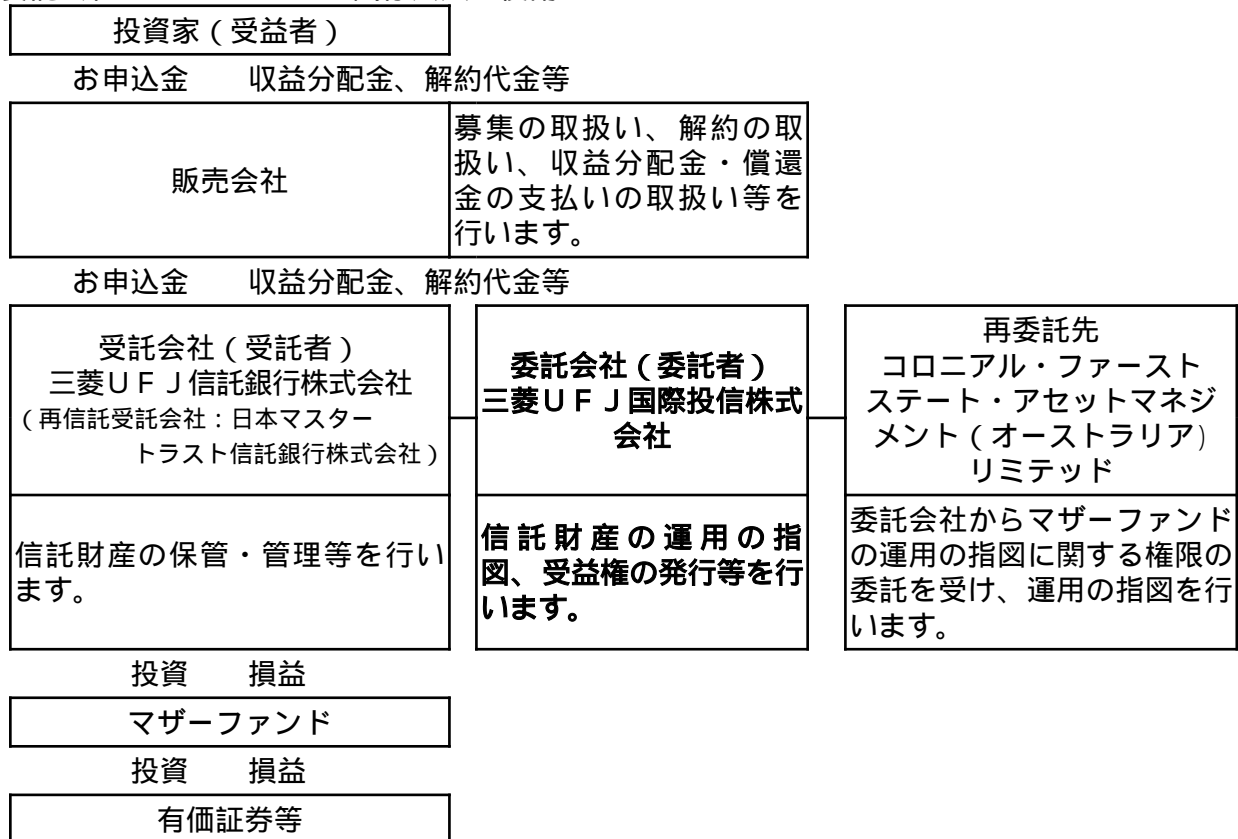 投資家（受益者）
お申込金　　収益分配金、解約代金等
販売会社
募集の取扱い、解約の取
扱い、収益分配金・償還
金の支払いの取扱い等を
行います。
お申込金　　収益分配金、解約代金等
受託会社（受託者）
三菱ＵＦＪ信託銀行株式会社
（再信託受託会社：日本マスター
トラスト信託銀行株式会社）
委託会社（委託者）
三菱ＵＦＪ国際投信株式
会社
再委託先
コロニアル・ファースト
ステート・アセットマネジ
メント（オーストラリア)
リミテッド
信託財産の保管・管理等を行い
ます。
信託財産の運用の指
図、受益権の発行等を行
います。
委託会社からマザーファンド
の運用の指図に関する権限の
委託を受け、運用の指図を行
います。
投資　　損益
マザーファンド
投資　　損益
有価証券等